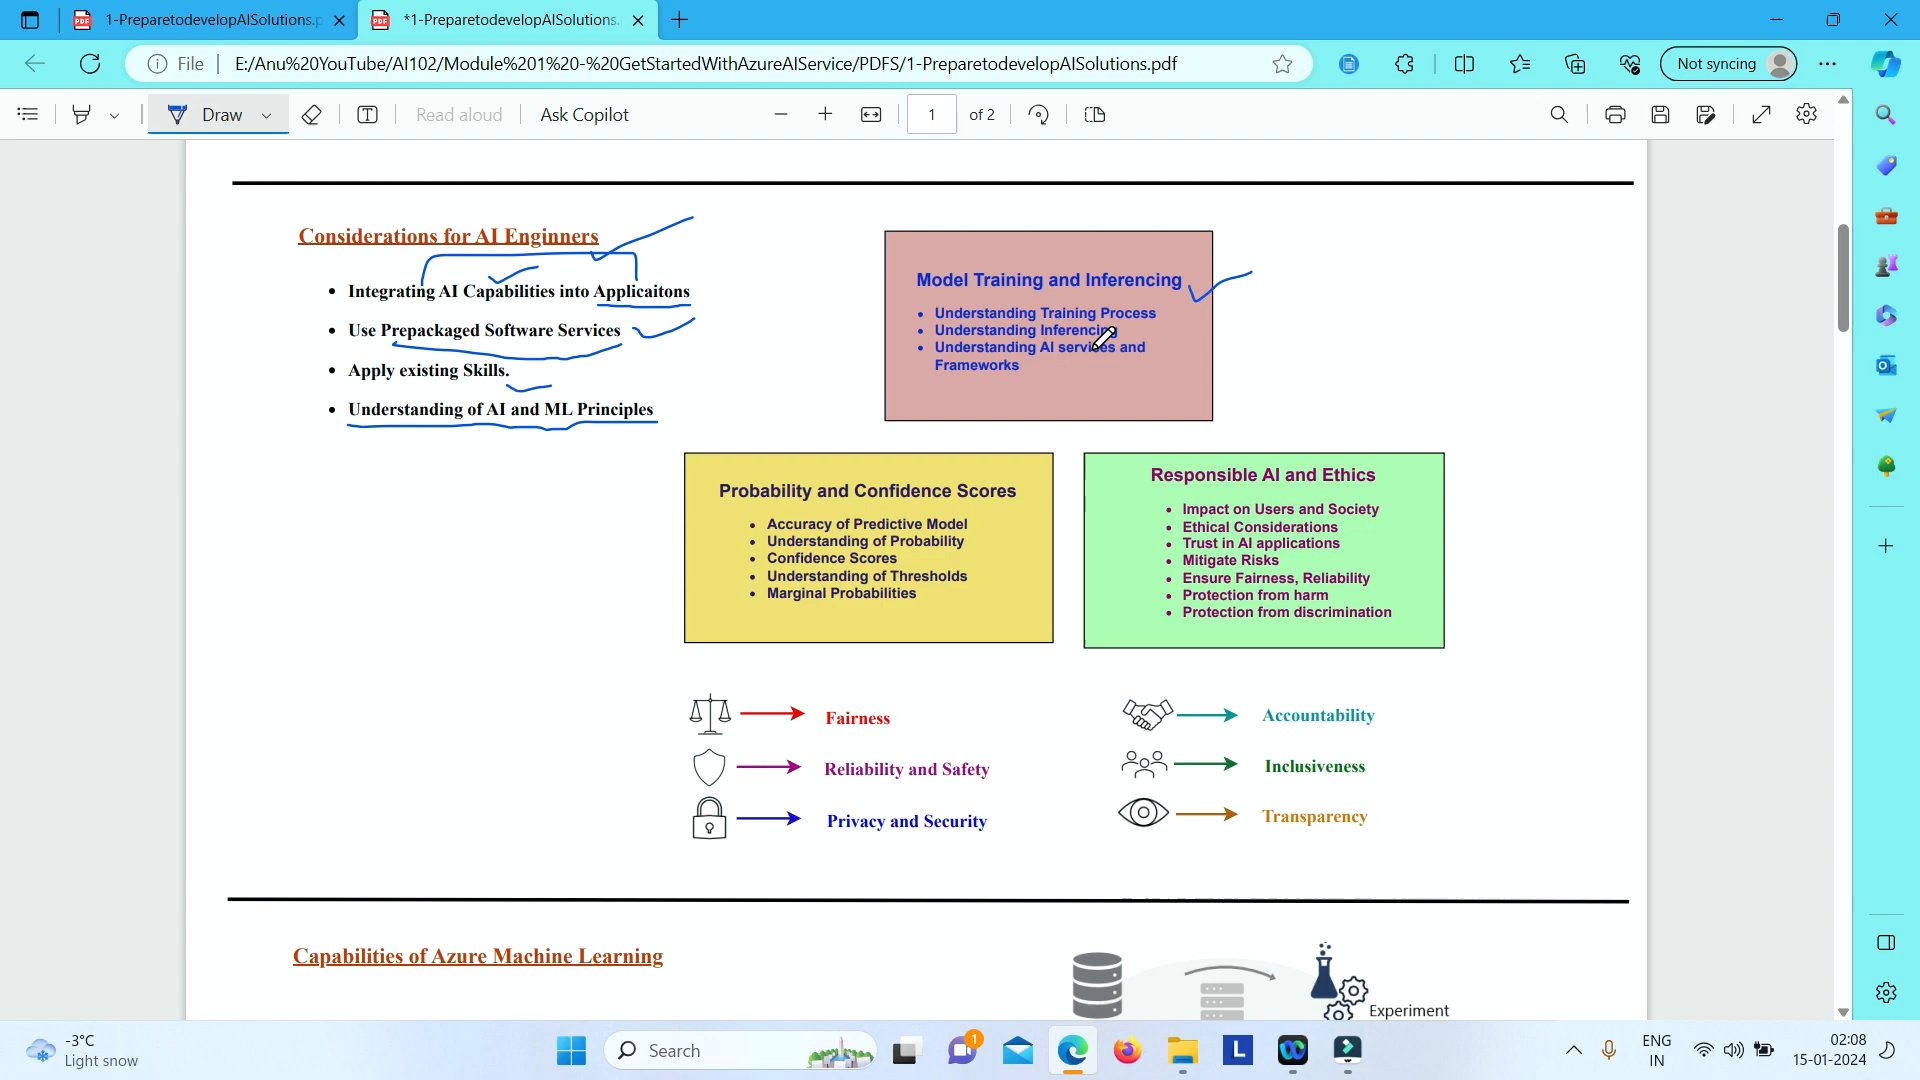 1-PreparetodevelopAISolutions.p
*1-PreparetodevelopAISolutions.
File
E:/Anu%20YouTube/AI102/Module%201%20-%20GetStartedWithAzureAIService/PDFS/1-PreparetodevelopAISolutions.pdf
Not syncing
Draw
Read aloud
Ask Copilot
1
of 2
Considerations for AI Enginners
Integrating AI Capabilities into Applicaitons
Use Prepackaged Software Services
Apply existing Skills.
Understanding of AI and ML Principles
Model Training and Inferencing
Understanding Training Process
Understanding Inferencing
Understanding AI services and
Frameworks
Probability and Confidence Scores
Accuracy of Predictive Model
Understanding of Probability
Confidence Scores
Understanding of Thresholds
Marginal Probabilities
Responsible AI and Ethics
Impact on Users and Society
Ethical Considerations
Trust in AI applications
Mitigate Risks
Ensure Fairness, Reliability
Protection from harm
Protection from discrimination
Fairness
Reliability and Safety
Privacy and Security
Accountability
Inclusiveness
Transparency
Capabilities of Azure Machine Learning
Experiment
-3°C
Light snow
Search
1
L
ENG
IN
02:08
15-01-2024